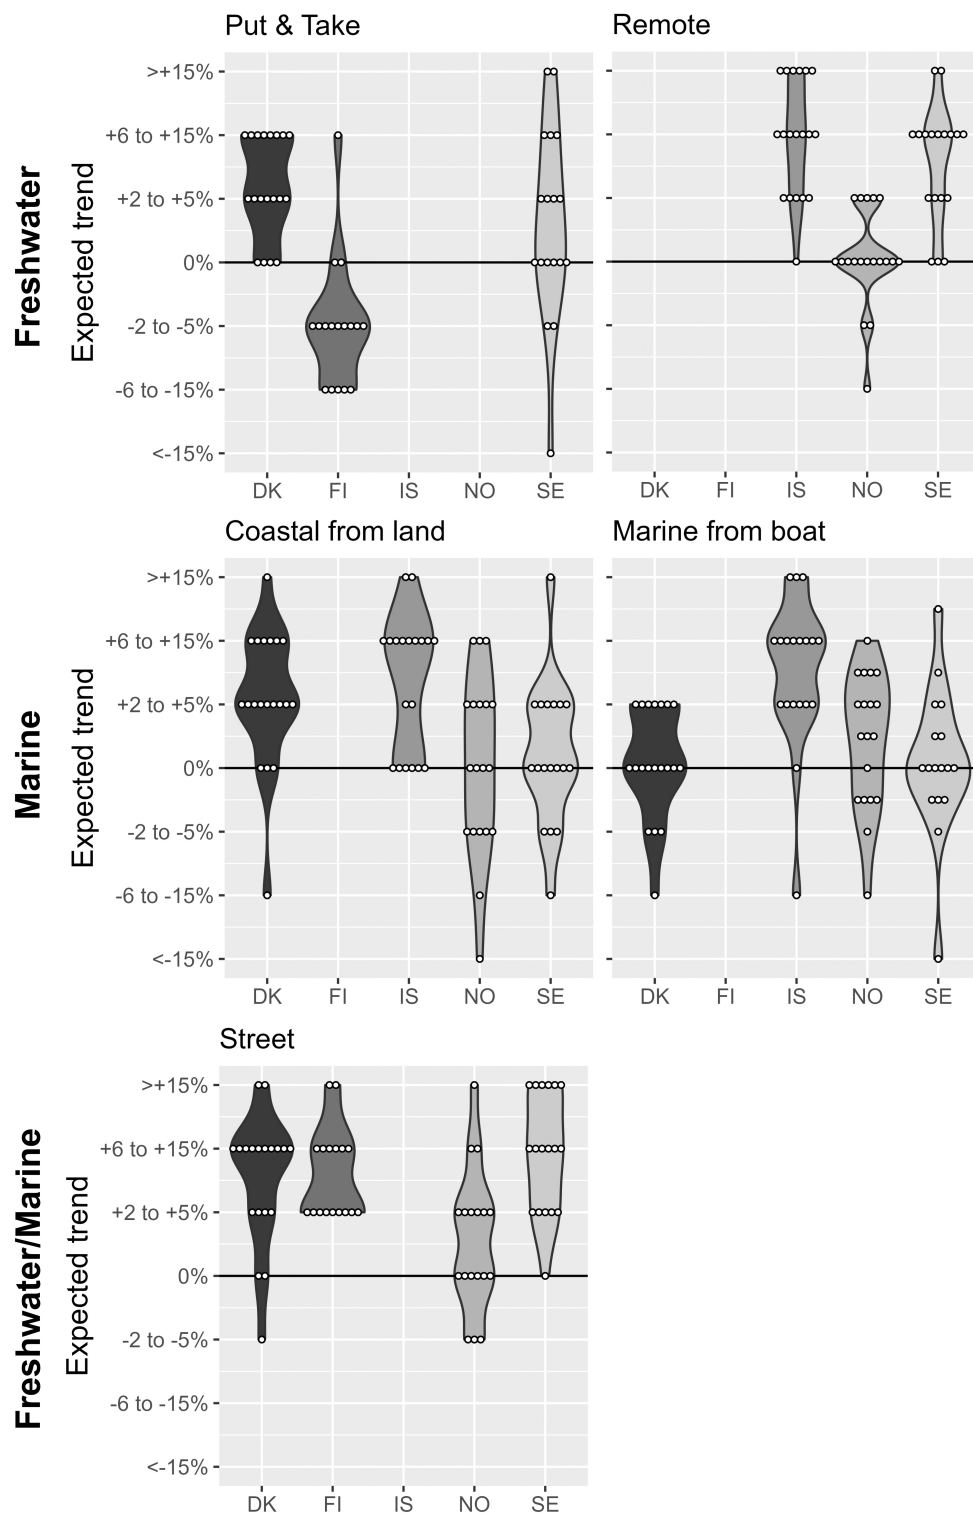 Put & Take
Remote
Freshwater
Expected trend
>+15%
+6 to +15%
+2 to +5%
0%
-2 to -5%
-6 to -15%
<-15%
DK FI IS NO SE
DK FI IS NO SE
Coastal from land
Marine from boat
Marine
Expected trend
>+15%
+6 to +15%
+2 to +5%
0%
-2 to -5%
-6 to -15%
<-15%
DK FI IS NO SE
DK FI IS NO SE
Street
Freshwater/Marine
Expected trend
>+15%
+6 to +15%
+2 to +5%
0%
-2 to -5%
-6 to -15%
<-15%
DK FI IS NO SE